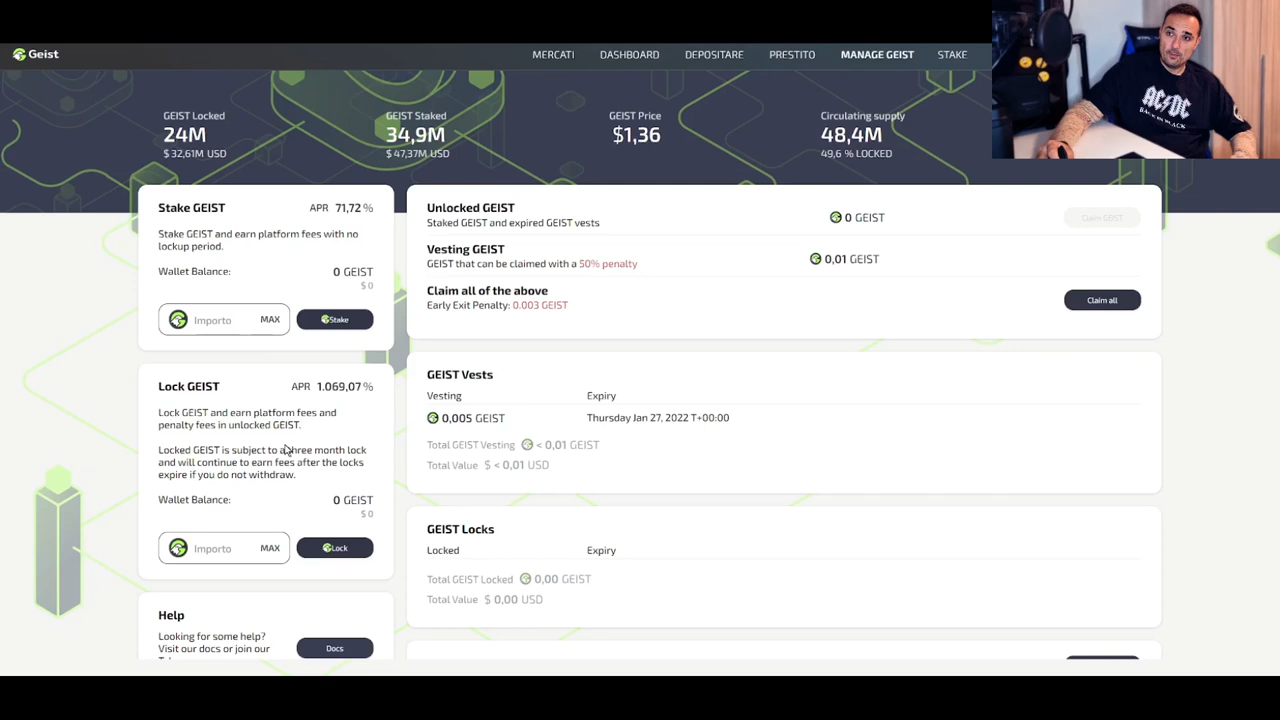 Geist
MERCATI DASHBOARD DEPOSITARE PRESTITO MANAGE GEIST STAKE
GEIST Locked
24M
$ 32,61M USD
GEIST Staked
34,9M
$ 47,37M USD
GEIST Price
$1,36
Circulating supply
48,4M
49,6 % LOCKED
AC/DC
BACK IN BLACK
Stake GEIST APR 71,72 %
Stake GEIST and earn platform fees with no
lockup period.
Wallet Balance: 0 GEIST
$ 0
Importo MAX Stake
Lock GEIST APR 1.069,07 %
Lock GEIST and earn platform fees and
penalty fees in unlocked GEIST.
Locked GEIST is subject to a three month lock
and will continue to earn fees after the locks
expire if you do not withdraw.
Wallet Balance: 0 GEIST
$ 0
Importo MAX Lock
Help
Looking for some help?
Visit our docs or join our
Docs
Unlocked GEIST
Staked GEIST and expired GEIST vests
0 GEIST
Claim GEIST
Vesting GEIST
GEIST that can be claimed with a 50% penalty
0,01 GEIST
Claim all of the above
Early Exit Penalty: 0.003 GEIST
Claim all
GEIST Vests
Vesting Expiry
0,005 GEIST Thursday Jan 27, 2022 T+00:00
Total GEIST Vesting < 0,01 GEIST
Total Value $ < 0,01 USD
GEIST Locks
Locked Expiry
Total GEIST Locked 0,00 GEIST
Total Value $ 0,00 USD